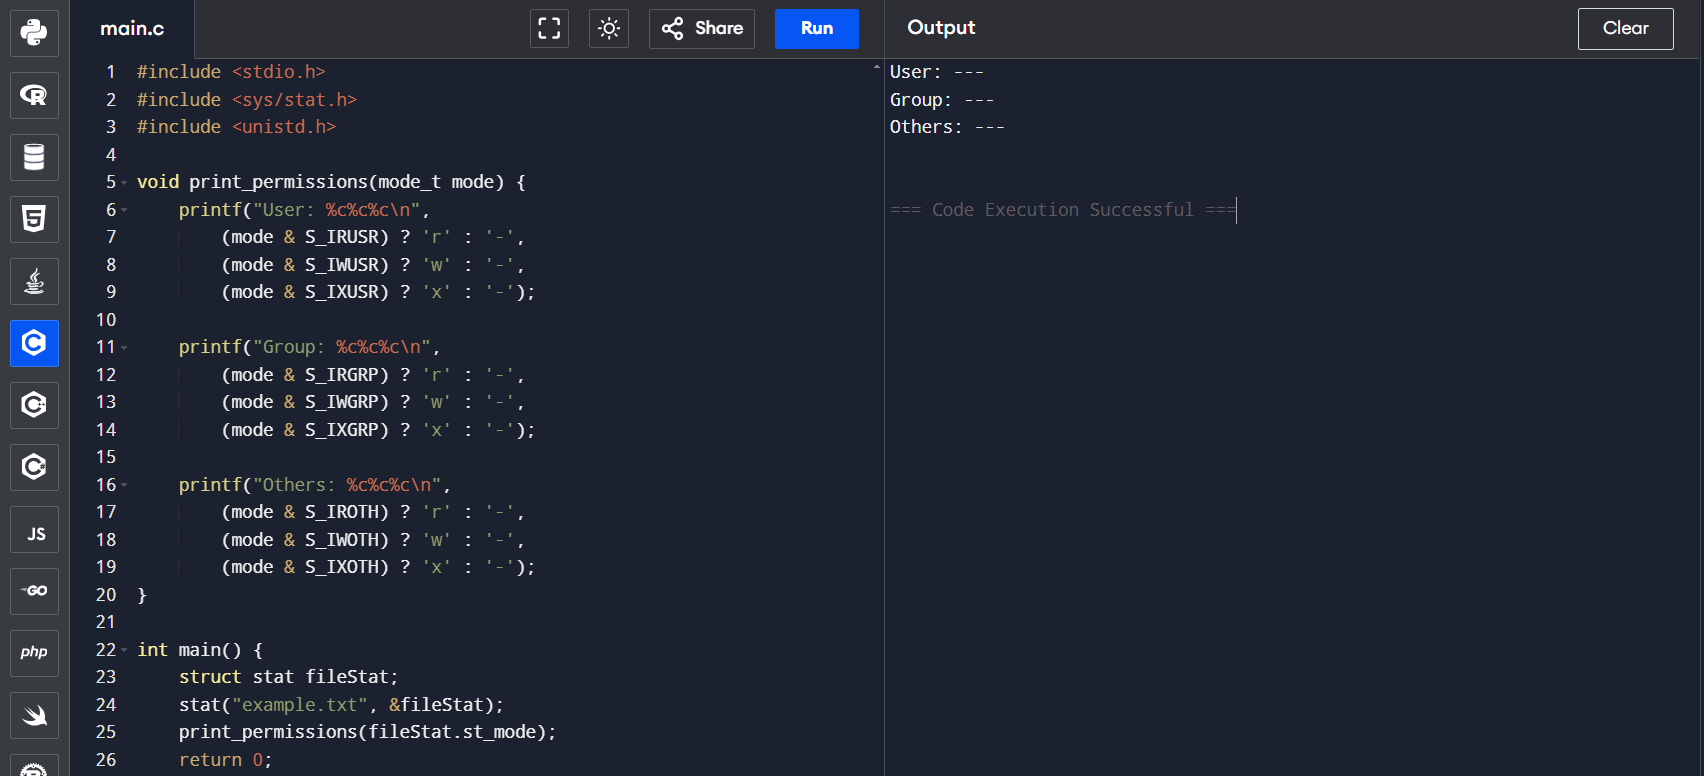 main.c
Share
Run
Output
Clear
1 #include <stdio.h>
2 #include <sys/stat.h>
3 #include <unistd.h>
4
5 void print_permissions(mode_t mode) {
6     printf("User: %c%c%c\n",
7         (mode & S_IRUSR) ? 'r' : '-',
8         (mode & S_IWUSR) ? 'w' : '-',
9         (mode & S_IXUSR) ? 'x' : '-');
10
11     printf("Group: %c%c%c\n",
12         (mode & S_IRGRP) ? 'r' : '-',
13         (mode & S_IWGRP) ? 'w' : '-',
14         (mode & S_IXGRP) ? 'x' : '-');
15
16     printf("Others: %c%c%c\n",
17         (mode & S_IROTH) ? 'r' : '-',
18         (mode & S_IWOTH) ? 'w' : '-',
19         (mode & S_IXOTH) ? 'x' : '-');
20 }
21
22 int main() {
23     struct stat fileStat;
24     stat("example.txt", &fileStat);
25     print_permissions(fileStat.st_mode);
26     return 0;
User: ---
Group: ---
Others: ---
=== Code Execution Successful ===
R
5
C
C
C
JS
GO
php